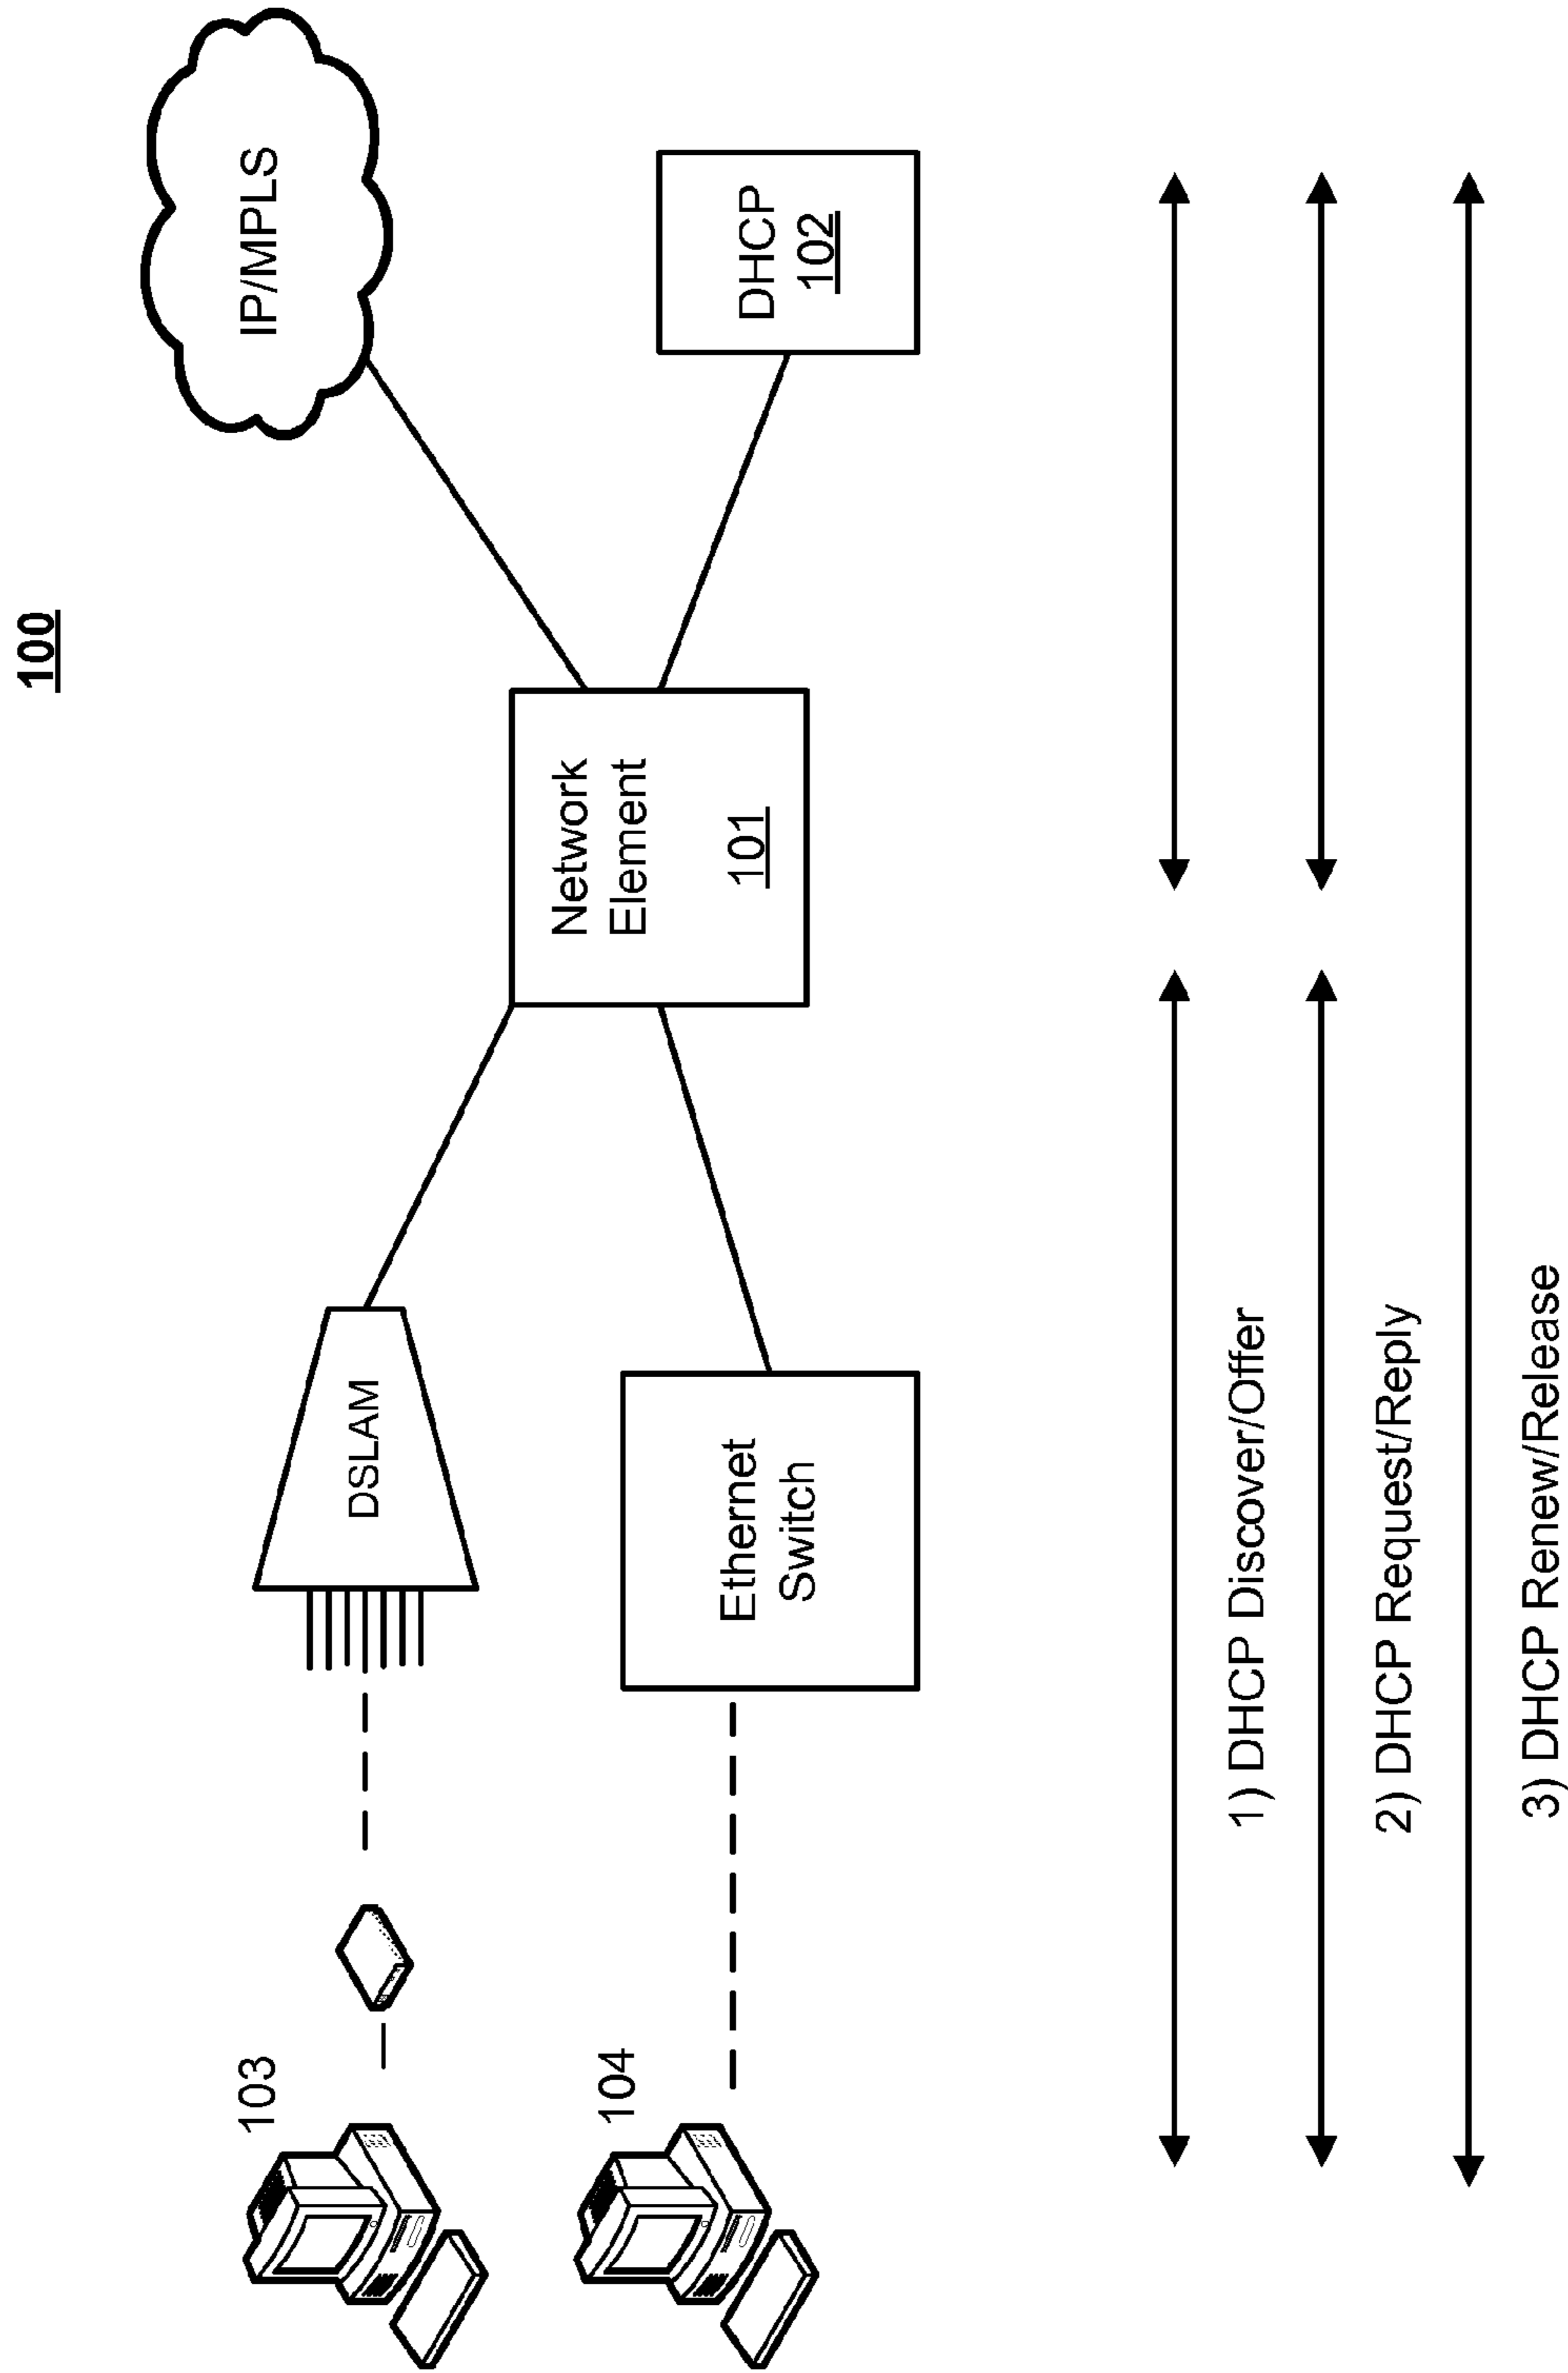 100
IP/MPLS
DHCP
102
Network
Element
101
DSLAM
Ethernet
Switch
103
104
1) DHCP Discover/Offer
2) DHCP Request/Reply
3) DHCP Renew/Release